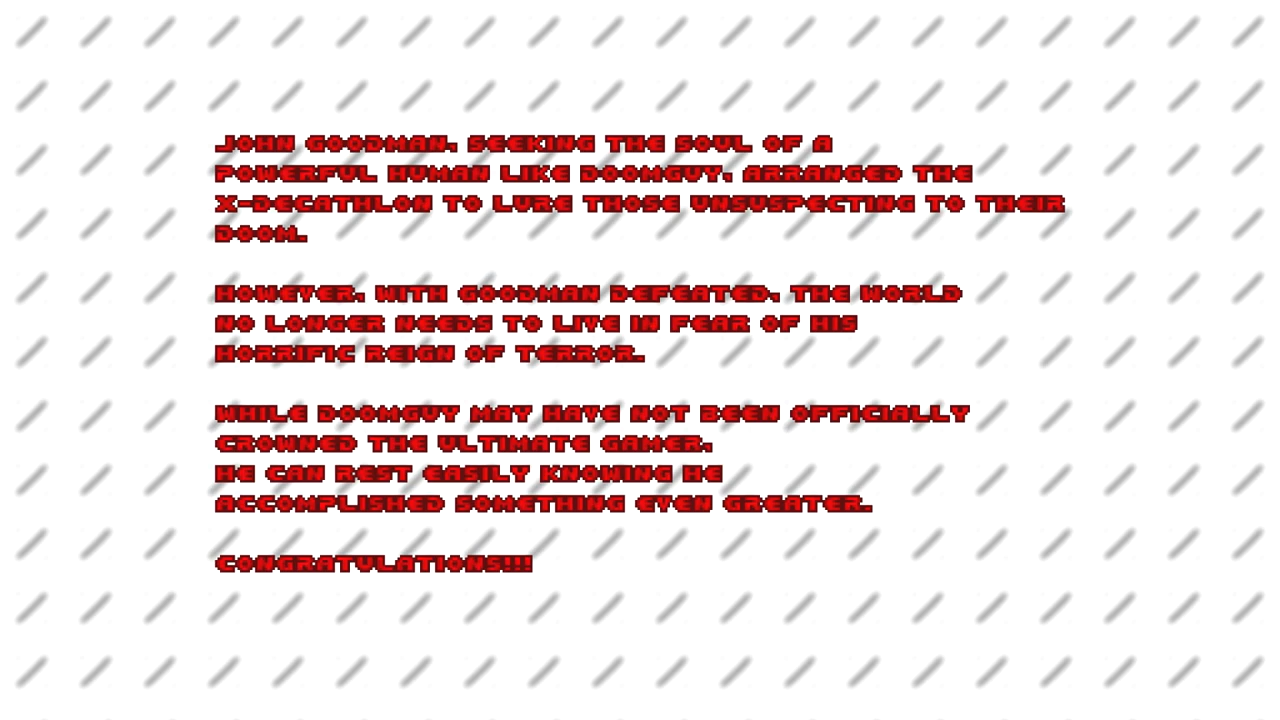 JOHN GOODMAN, SEEKING THE SOUL OF A
POWERFUL HUMAN LIKE DOOMGUY, ARRANGED THE
X-DECATHLON TO LURE THOSE UNSUSPECTING TO THEIR
DOOM.
HOWEVER, WITH GOODMAN DEFEATED, THE WORLD
NO LONGER NEEDS TO LIVE IN FEAR OF HIS
HORRIFIC REIGN OF TERROR.
WHILE DOOMGUY MAY HAVE NOT BEEN OFFICIALLY
CROWNED THE ULTIMATE GAMER,
HE CAN REST EASILY KNOWING HE
ACCOMPLISHED SOMETHING EVEN GREATER.
CONGRATULATIONS!!!